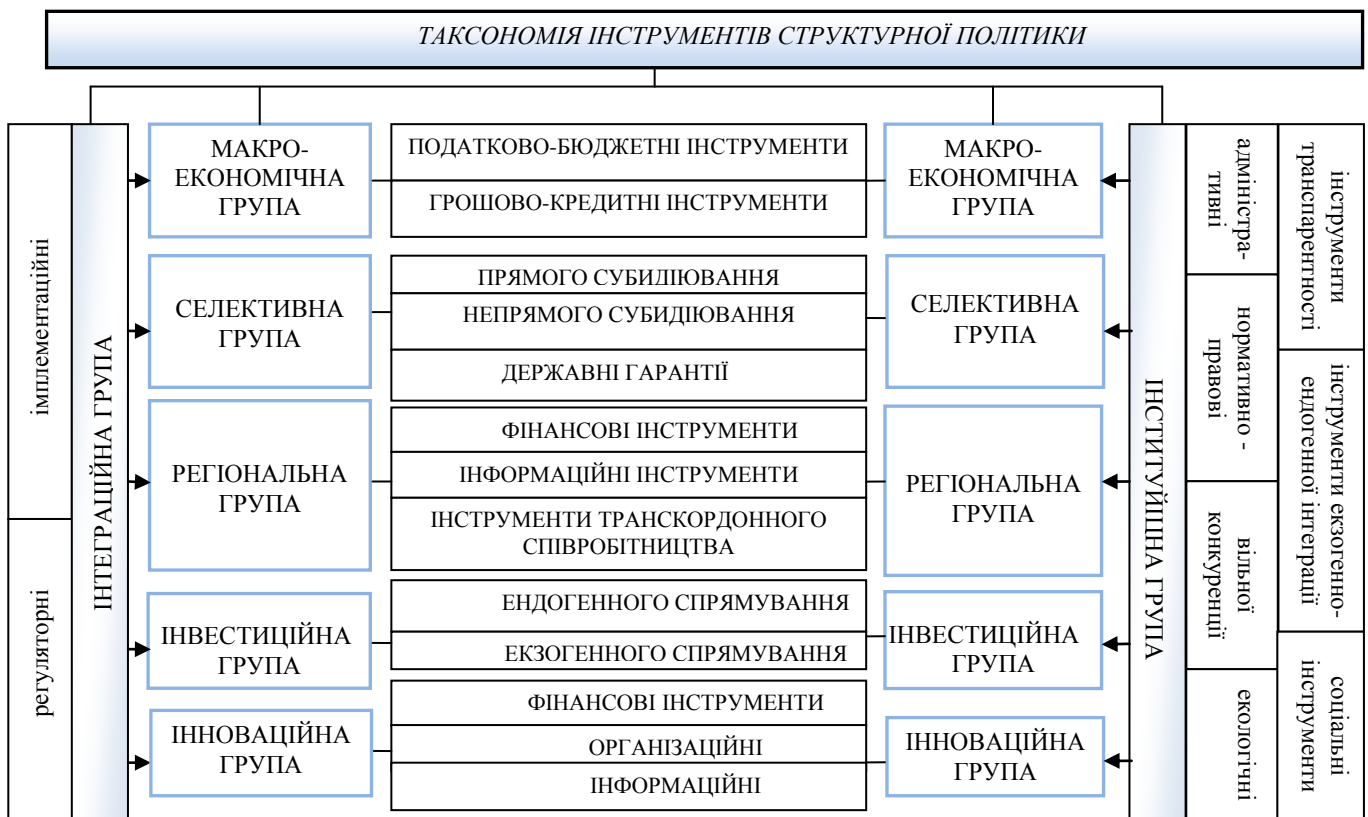 ТАКСОНОМІЯ ІНСТРУМЕНТІВ СТРУКТУРНОЇ ПОЛІТИКИ
імплементаційні
регуляторні
ІНТЕГРАЦІЙНА ГРУПА
МАКРО-
ЕКОНОМІЧНА
ГРУПА
ПОДАТКОВО-БЮДЖЕТНІ ІНСТРУМЕНТИ
ГРОШОВО-КРЕДИТНІ ІНСТРУМЕНТИ
МАКРО-
ЕКОНОМІЧНА
ГРУПА
СЕЛЕКТИВНА
ГРУПА
ПРЯМОГО СУБИДІЮВАННЯ
НЕПРЯМОГО СУБИДІЮВАННЯ
ДЕРЖАВНІ ГАРАНТІЇ
СЕЛЕКТИВНА
ГРУПА
РЕГІОНАЛЬНА
ГРУПА
ФІНАНСОВІ ІНСТРУМЕНТИ
ІНФОРМАЦІЙНІ ІНСТРУМЕНТИ
ІНСТРУМЕНТИ ТРАНСКОРДОННОГО
СПІВРОБІТНИЦТВА
РЕГІОНАЛЬНА
ГРУПА
ІНВЕСТИЦІЙНА
ГРУПА
ЕНДОГЕННОГО СПРЯМУВАННЯ
ЕКЗОГЕННОГО СПРЯМУВАННЯ
ІНВЕСТИЦІЙНА
ГРУПА
ІННОВАЦІЙНА
ГРУПА
ФІНАНСОВІ ІНСТРУМЕНТИ
ОРГАНІЗАЦІЙНІ
ІНФОРМАЦІЙНІ
ІННОВАЦІЙНА
ГРУПА
ГРУПА
адміністра-
тивні
нормативно-
правові
вільної
конкуренції
екологічні
інструменти
транспарентності
інструменти екзогенно-
ендогенної інтеграції
соціальні
інструменти